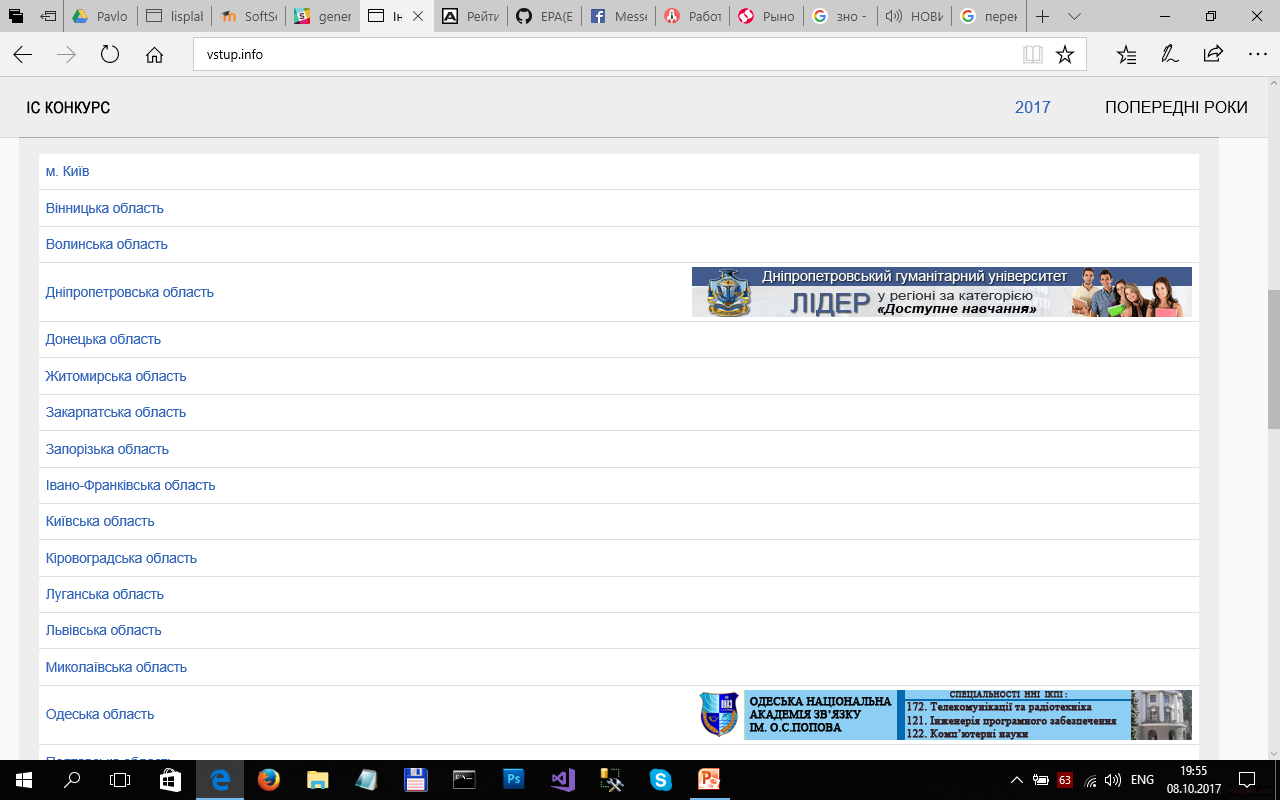 Pavlo
lisplab
SoftSe
gener
Ін
Рейти
EPA(E
Messe
Работ
Рыно
зно -
НОВИ
перек
vstup.info
ІС КОНКУРС
2017
ПОПЕРЕДНІ РОКИ
м. Київ
Вінницька область
Волинська область
Дніпропетровська область
Дніпропетровський гуманітарний університет
ЛІДЕР
у регіоні за категорією
«Доступне навчання»
Донецька область
Житомирська область
Закарпатська область
Запорізька область
Івано-Франківська область
Київська область
Кіровоградська область
Луганська область
Львівська область
Миколаївська область
Одеська область
ОДЕСЬКА НАЦІОНАЛЬНА
АКАДЕМІЯ ЗВ'ЯЗКУ
ІМ. О.С.ПОПОВА
СПЕЦІАЛЬНОСТІ ННІ ІКПІ :
172. Телекомунікації та радіотехніка
121. Інженерія програмного забезпечення
122. Комп'ютерні науки
63
ENG
19:55
08.10.2017